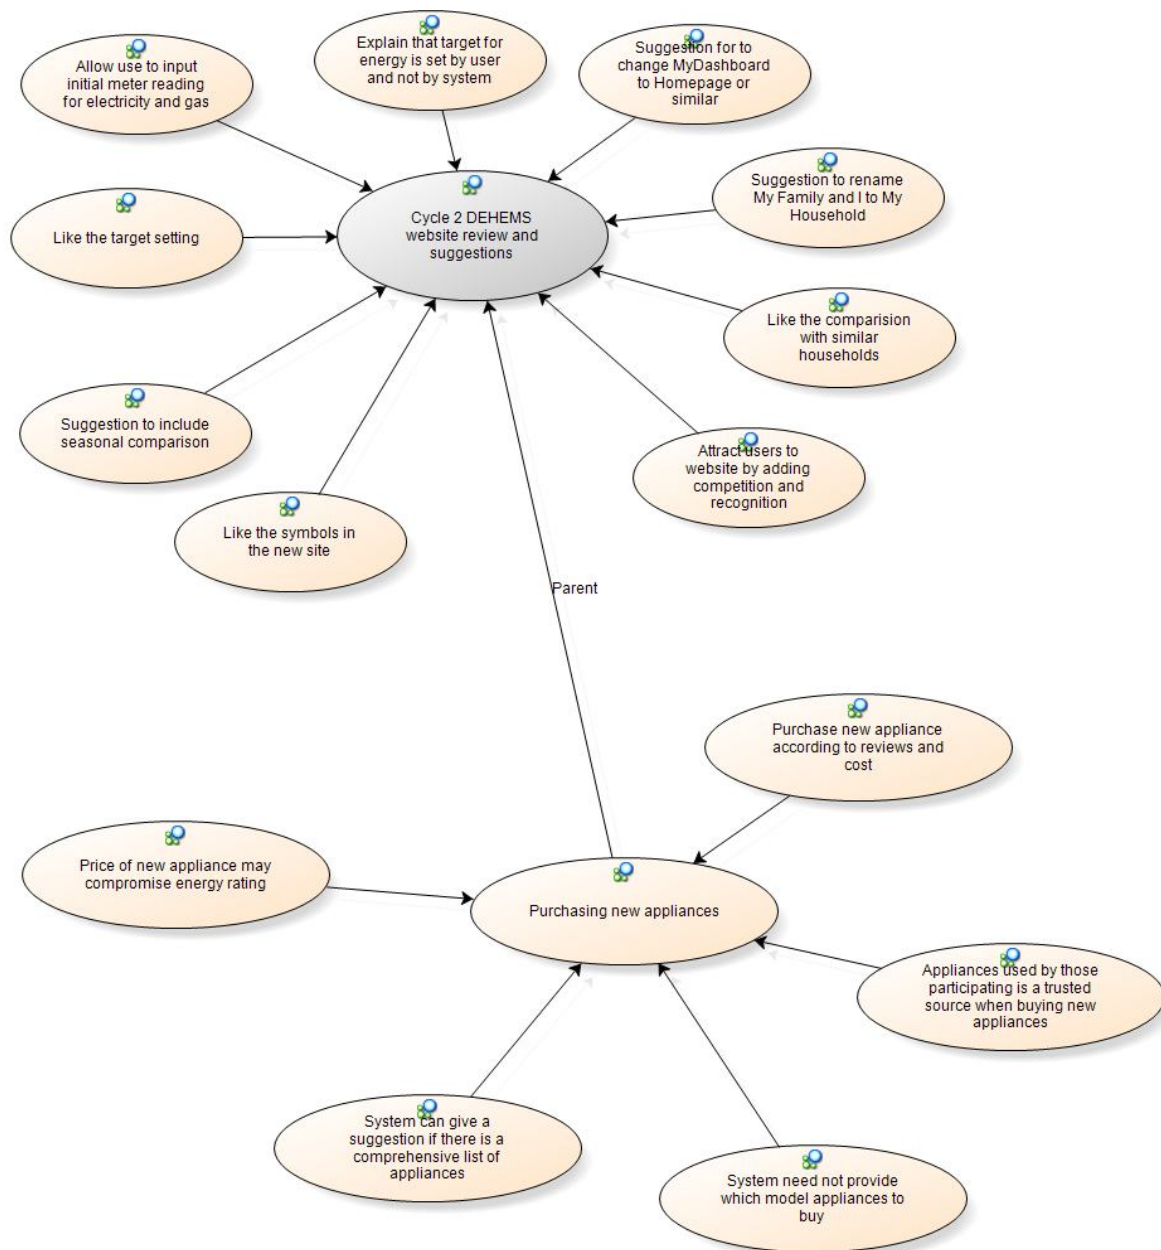 Allow use to input
initial meter reading
for electricity and gas
Explain that target for
energy is set by user
and not by system
Suggestion for to
change MyDashboard
to Homepage or
similar
Suggestion to rename
My Family and I to My
Household
Cycle 2 DEHEMS
website review and
suggestions
Like the target setting
Like the comparision
with similar
households
Suggestion to include
seasonal comparison
Attract users to
website by adding
competition and
recognition
Like the symbols in
the new site
Parent
Purchase new appliance
according to reviews and
cost
Price of new appliance may
compromise energy rating
Purchasing new appliances
Appliances used by those
participating is a trusted
source when buying new
appliances
System can give a
suggestion if there is a
comprehensive list of
appliances
System need not provide
which model appliances to
buy